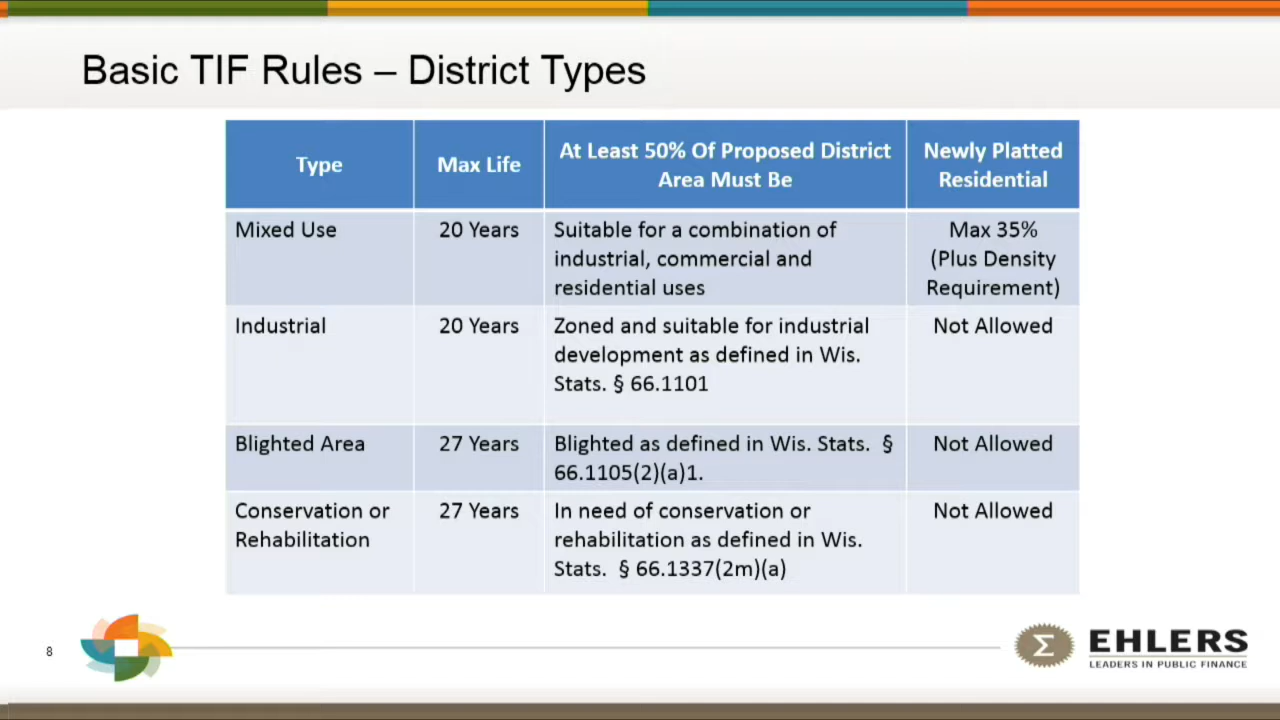 Basic TIF Rules – District Types
Type
Max Life
At Least 50% Of Proposed District
Area Must Be
Newly Platted
Residential
Mixed Use
20 Years
Suitable for a combination of
industrial, commercial and
residential uses
Max 35%
(Plus Density
Requirement)
Industrial
20 Years
Zoned and suitable for industrial
development as defined in Wis.
Stats. § 66.1101
Not Allowed
Blighted Area
27 Years
Blighted as defined in Wis. Stats. §
66.1105(2)(a)1.
Not Allowed
Conservation or
Rehabilitation
27 Years
In need of conservation or
rehabilitation as defined in Wis.
Stats. § 66.1337(2m)(a)
Not Allowed
8
Σ
EHLERS
LEADERS IN PUBLIC FINANCE